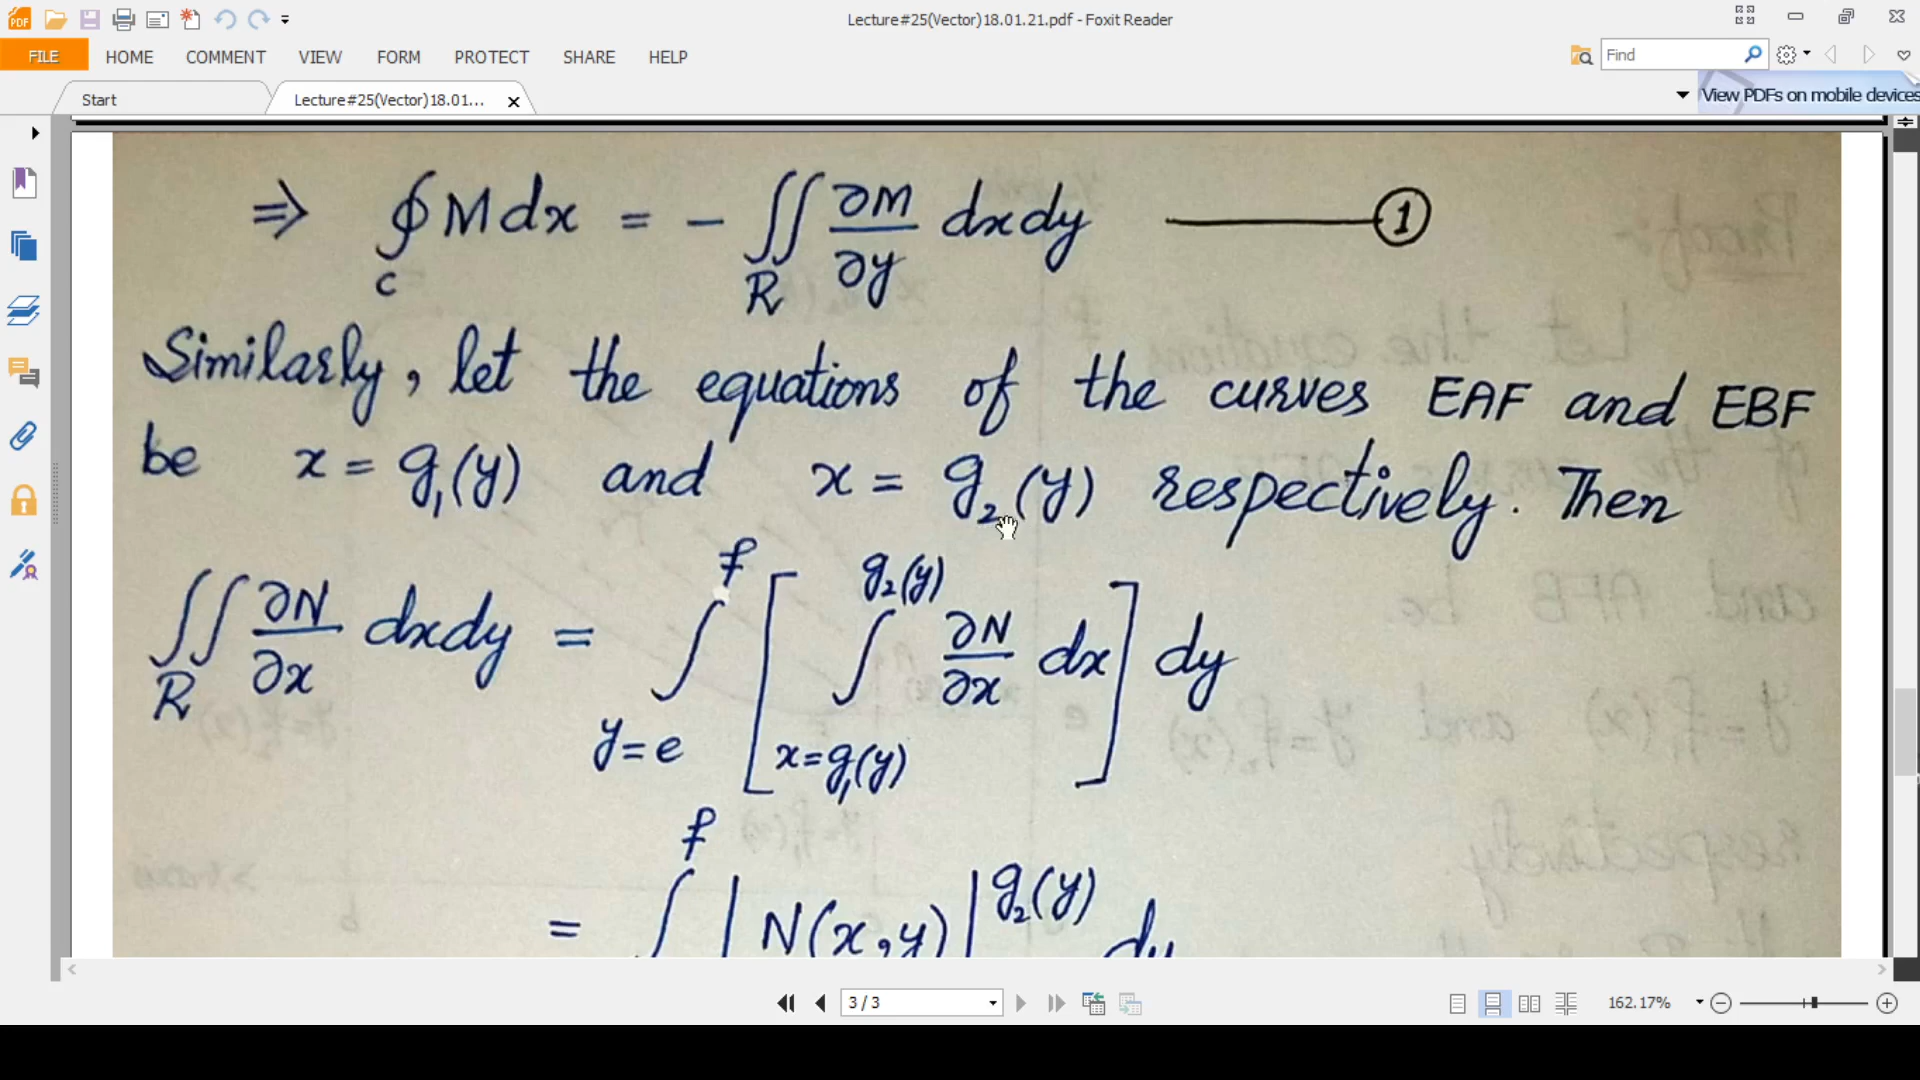 Lecture#25(Vector)18.01.21.pdf - Foxit Reader
FILE HOME COMMENT VIEW FORM PROTECT SHARE HELP
Find
Start Lecture#25(Vector)18.01...
View PDFs on mobile devices
⇒ ∮_C M dx = - ∬_R ∂M/∂y dx dy ——— ①
Similarly, let the equations of the curves EAF and EBF
be x = g₁(y) and x = g₂(y) respectively. Then
∬_R ∂N/∂x dxdy = ∫_{y=e}^{f} [ ∫_{x=g₁(y)}^{g₂(y)} ∂N/∂x dx ] dy
= ∫^{f} | N(x,y) |^{g₂(y)} dy
3 / 3
162.17%